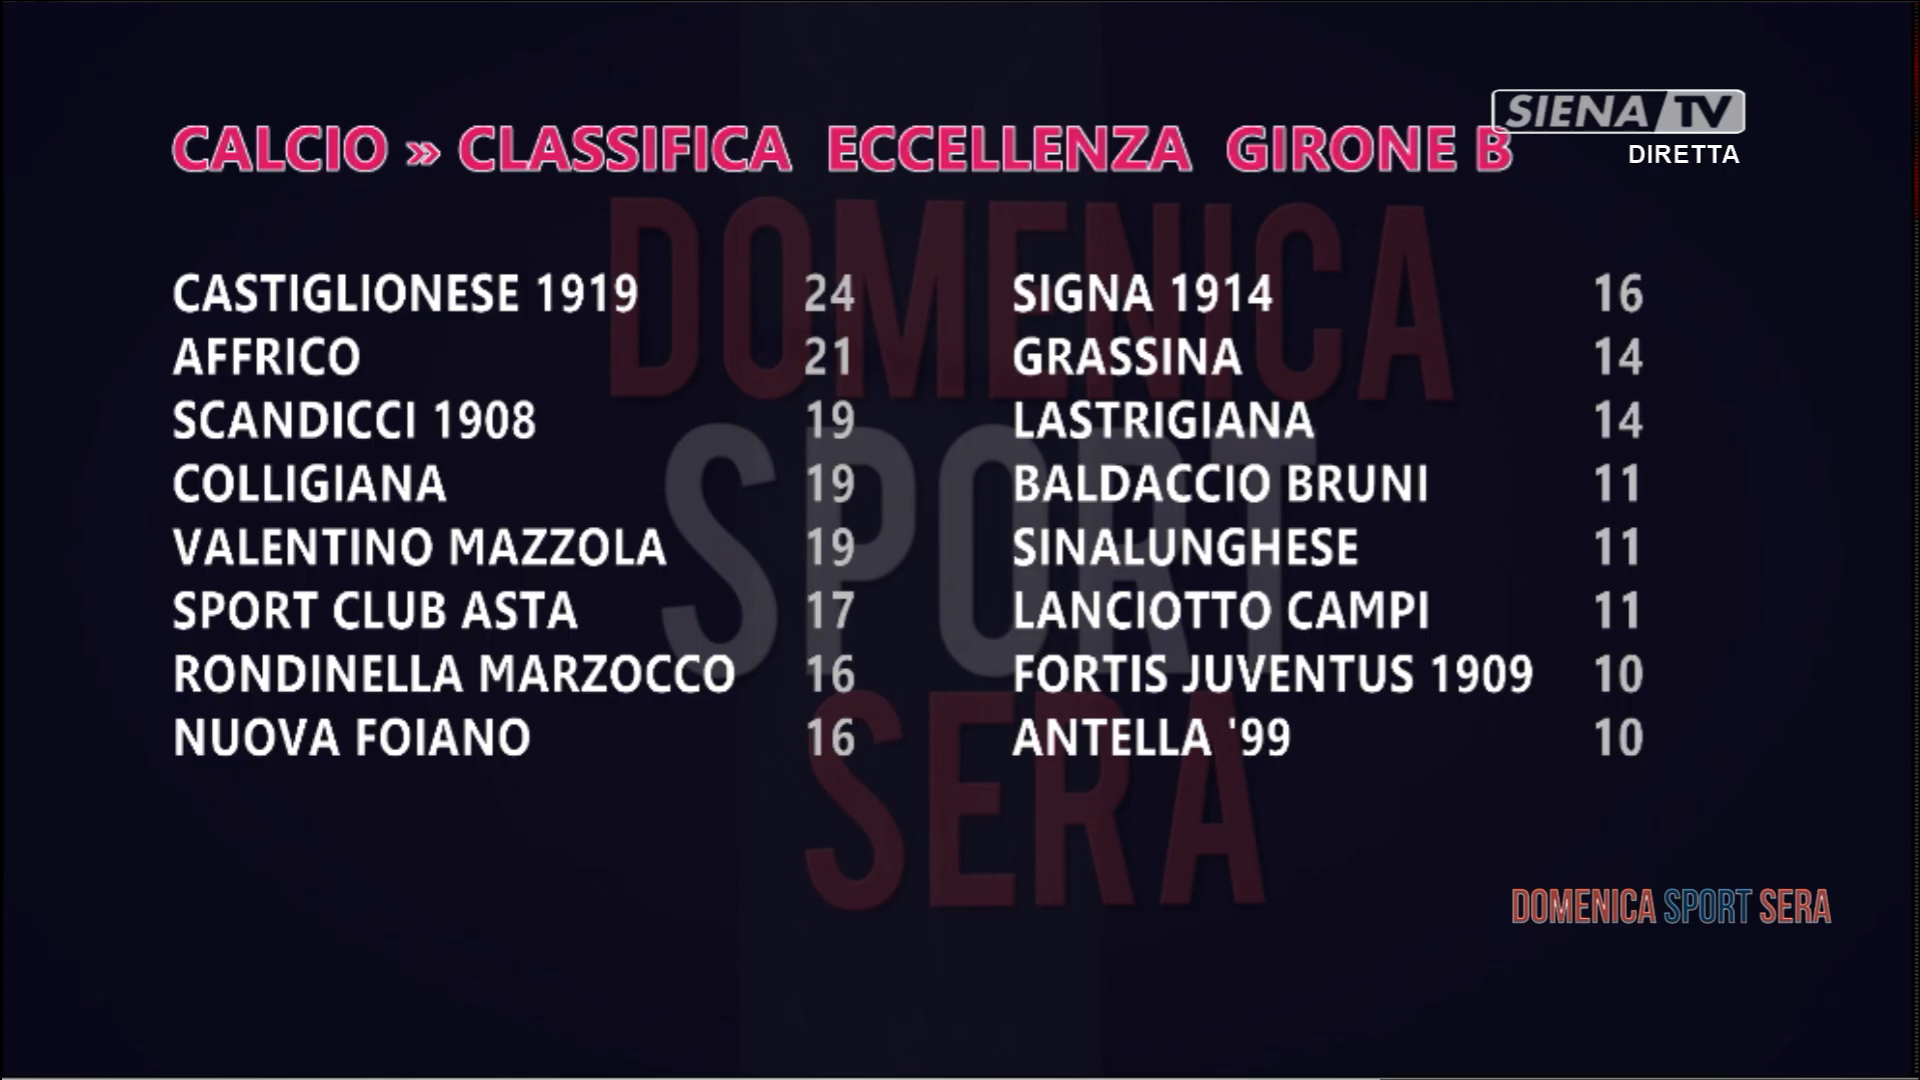 SIENA TV
DIRETTA
CALCIO » CLASSIFICA ECCELLENZA GIRONE B
DOMENICA
SPORT
SERA
CASTIGLIONESE 1919 24
AFFRICO 21
SCANDICCI 1908 19
COLLIGIANA 19
VALENTINO MAZZOLA 19
SPORT CLUB ASTA 17
RONDINELLA MARZOCCO 16
NUOVA FOIANO 16
SIGNA 1914 16
GRASSINA 14
LASTRIGIANA 14
BALDACCIO BRUNI 11
SINALUNGHESE 11
LANCIOTTO CAMPI 11
FORTIS JUVENTUS 1909 10
ANTELLA '99 10
DOMENICA SPORT SERA